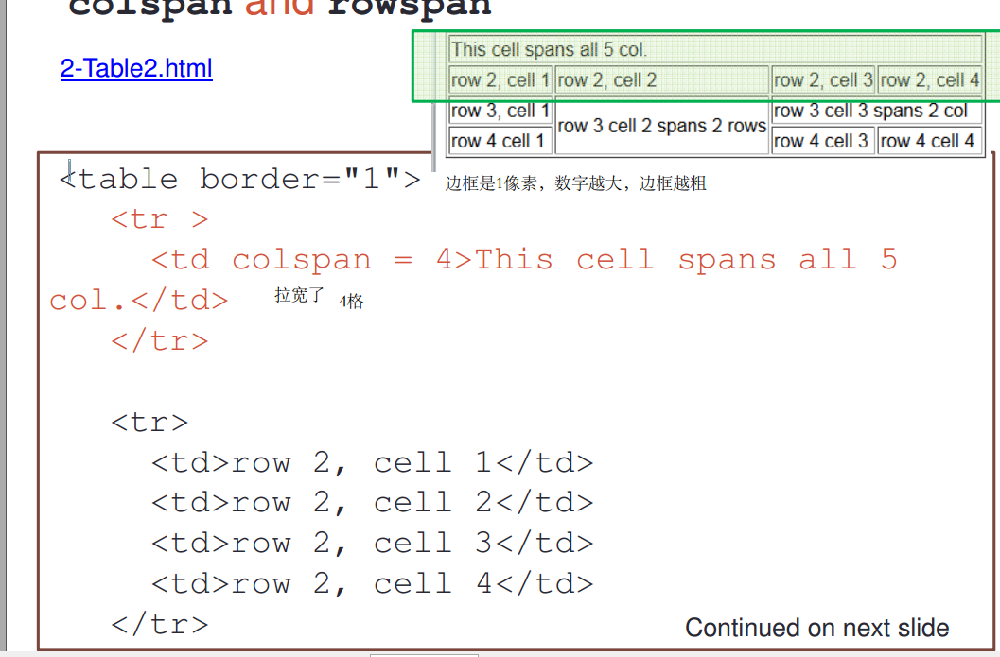 colspan and rowspan
2-Table2.html
This cell spans all 5 col.
row 2, cell 1 row 2, cell 2 row 2, cell 3 row 2, cell 4
row 3, cell 1 row 3 cell 2 spans 2 rows row 3 cell 3 spans 2 col
row 4 cell 1 row 4 cell 3 row 4 cell 4
<table border="1"> 边框是1像素，数字越大，边框越粗
<tr >
<td colspan = 4>This cell spans all 5
col.</td> 拉宽了 4格
</tr>
<tr>
<td>row 2, cell 1</td>
<td>row 2, cell 2</td>
<td>row 2, cell 3</td>
<td>row 2, cell 4</td>
</tr>
Continued on next slide